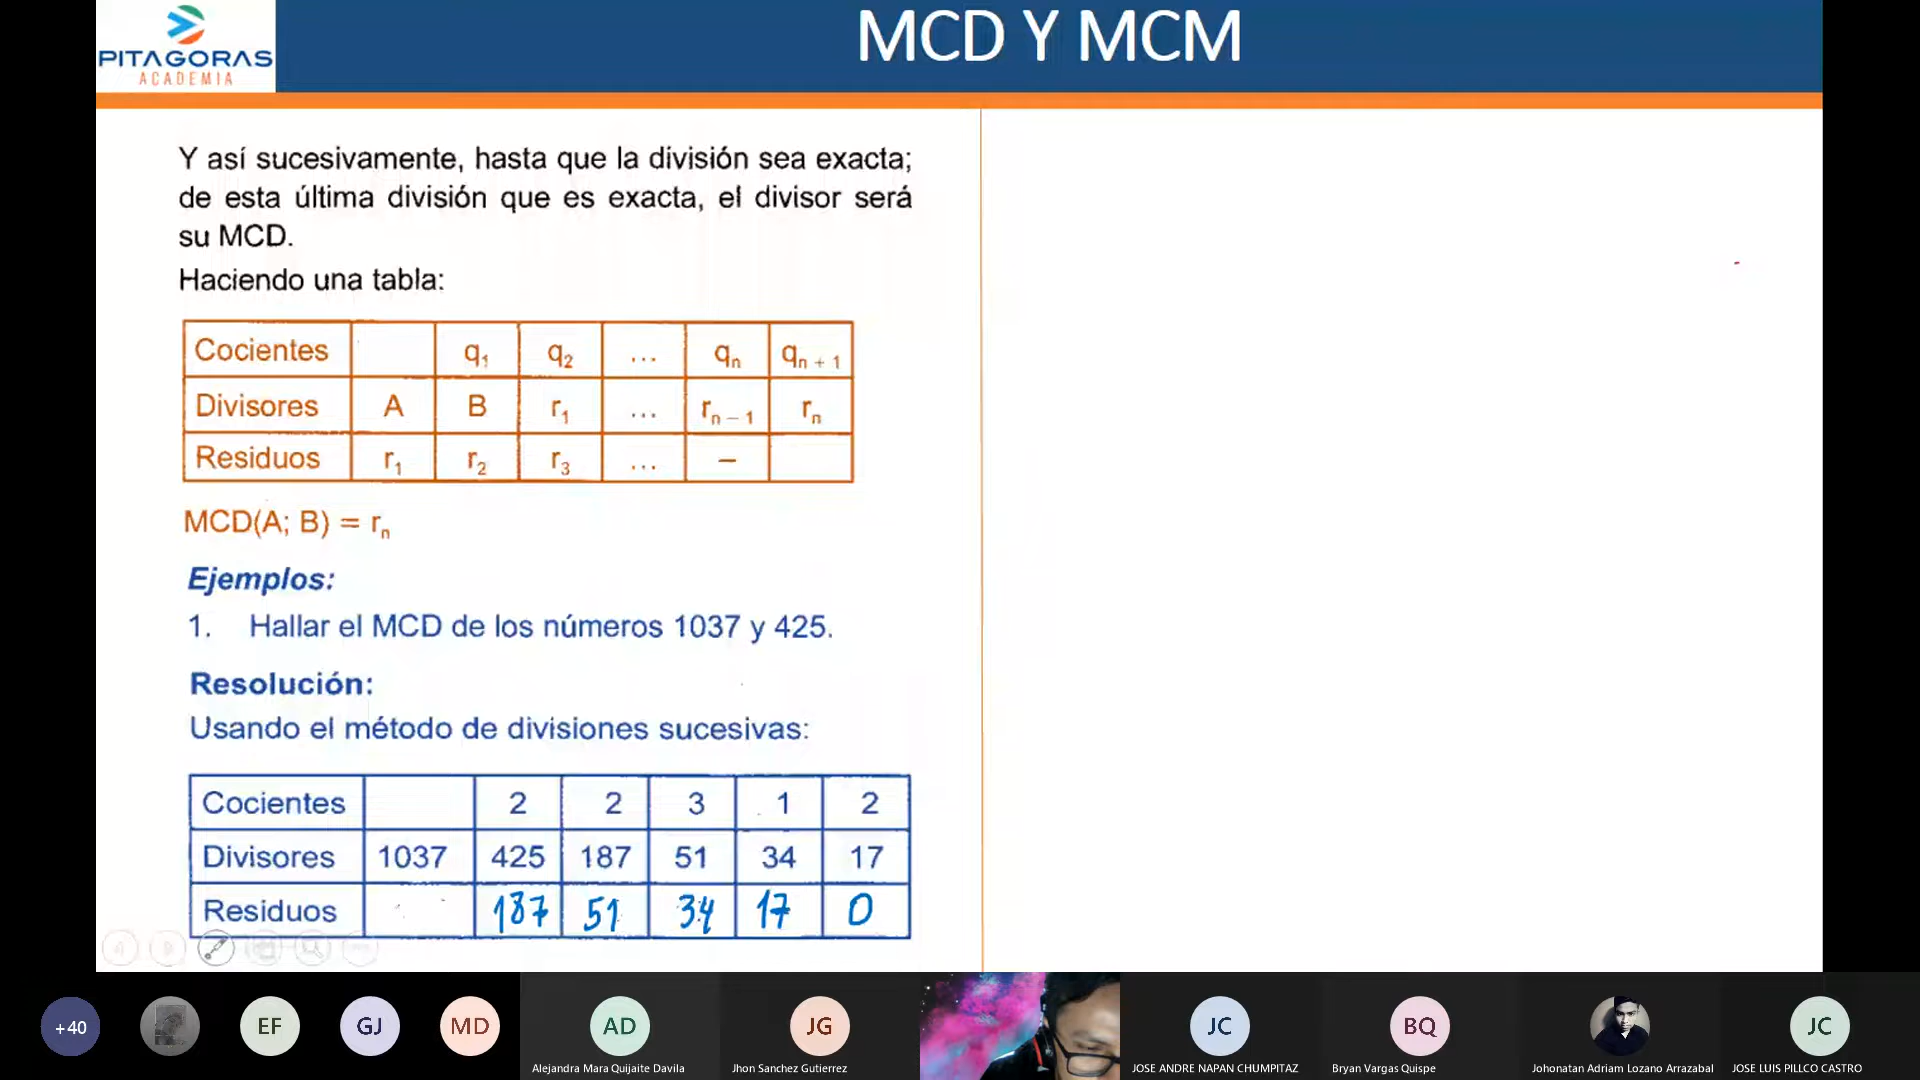 PITAGORAS
ACADEMIA
MCD Y MCM
Y así sucesivamente, hasta que la división sea exacta;
de esta última división que es exacta, el divisor será
su MCD.
Haciendo una tabla:
Cocientes q₁ q₂ ... qₙ qₙ ₊ ₁
Divisores A B r₁ ... rₙ ₋ ₁ rₙ
Residuos r₁ r₂ r₃ ... –
MCD(A; B) = rₙ
Ejemplos:
1. Hallar el MCD de los números 1037 y 425.
Resolución:
Usando el método de divisiones sucesivas:
Cocientes 2 2 3 1 2
Divisores 1037 425 187 51 34 17
Residuos 187 51 34 17 0
+40 EF GJ MD AD JG JC BQ JC
Alejandra Mara Quijaite Davila Jhon Sanchez Gutierrez JOSE ANDRE NAPAN CHUMPITAZ Bryan Vargas Quispe Johonatan Adriam Lozano Arrazabal JOSE LUIS PILLCO CASTRO